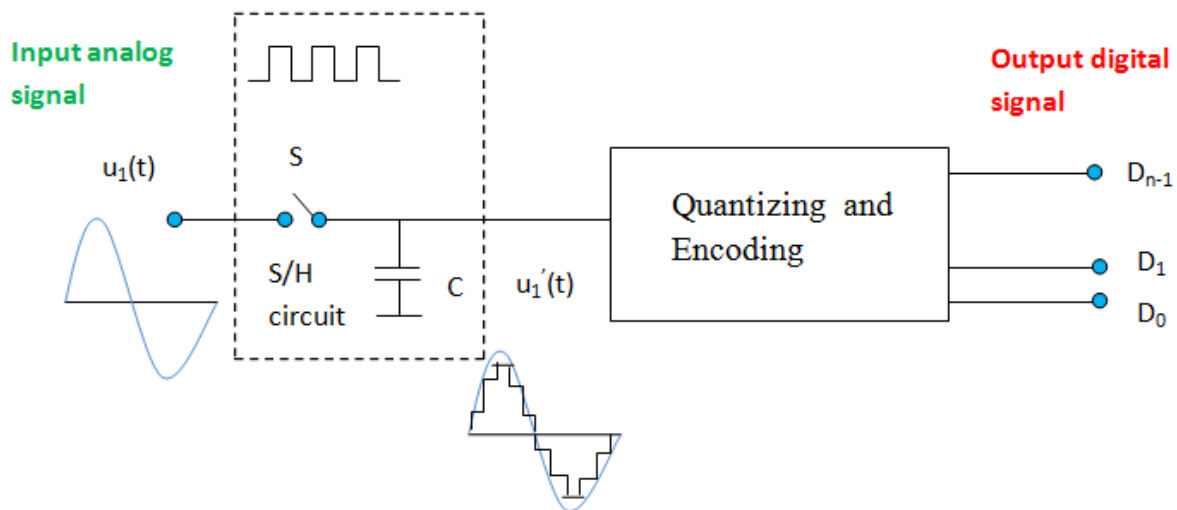 Input analog
signal
u₁(t)
S
S/H
circuit
C
u₁′(t)
Quantizing and
Encoding
Output digital
signal
Dₙ₋₁
D₁
D₀